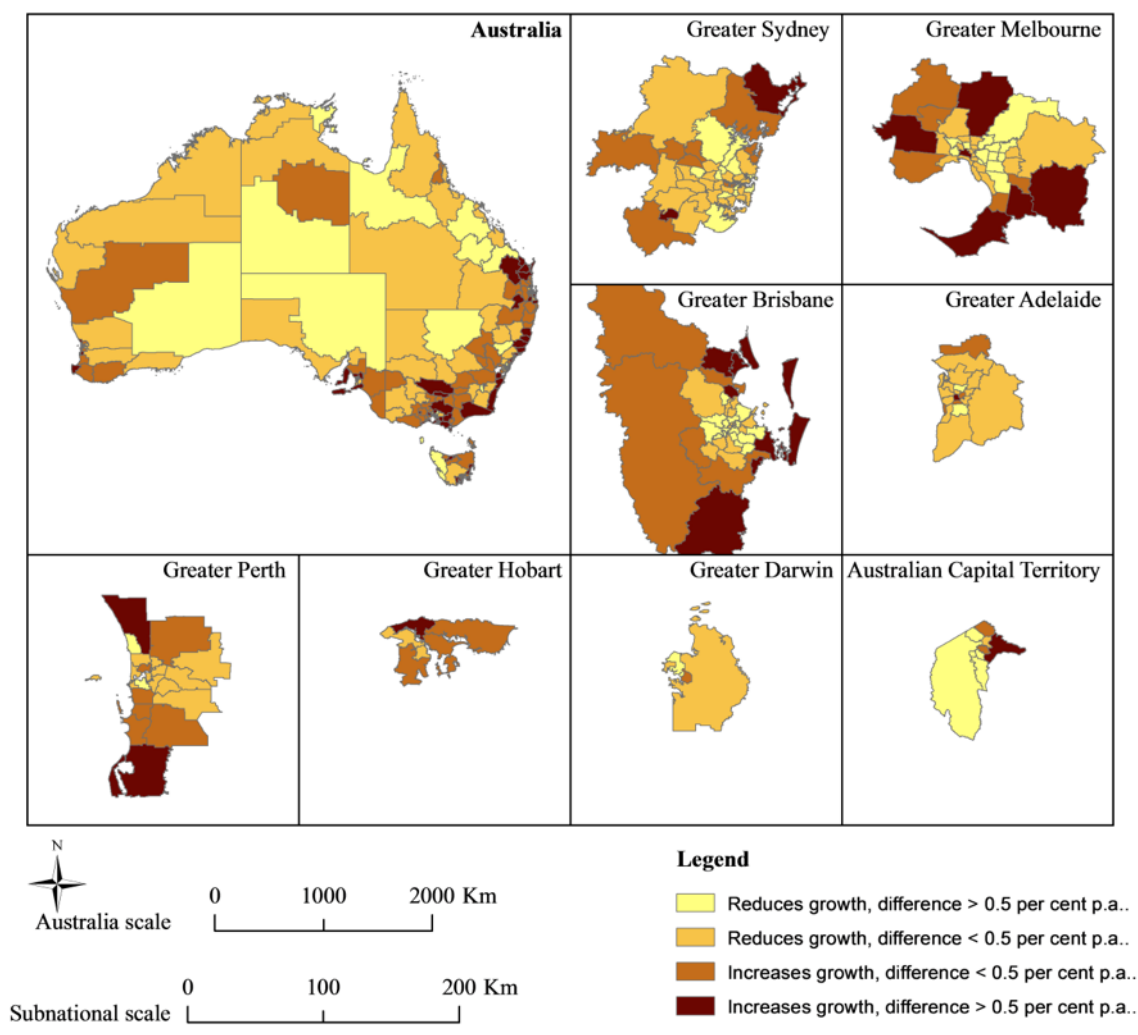 Australia
Greater Sydney
Greater Melbourne
Greater Brisbane
Greater Adelaide
Greater Perth
Greater Hobart
Greater Darwin
Australian Capital Territory
N
0 1000 2000 Km
Australia scale
0 100 200 Km
Subnational scale
Legend
Reduces growth, difference > 0.5 per cent p.a..
Reduces growth, difference < 0.5 per cent p.a..
Increases growth, difference < 0.5 per cent p.a..
Increases growth, difference > 0.5 per cent p.a..